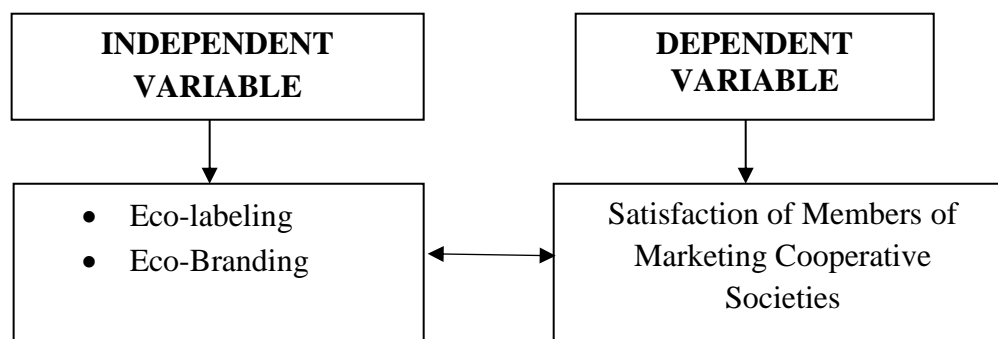 INDEPENDENT
VARIABLE
DEPENDENT
VARIABLE
• Eco-labeling
• Eco-Branding
Satisfaction of Members of
Marketing Cooperative
Societies